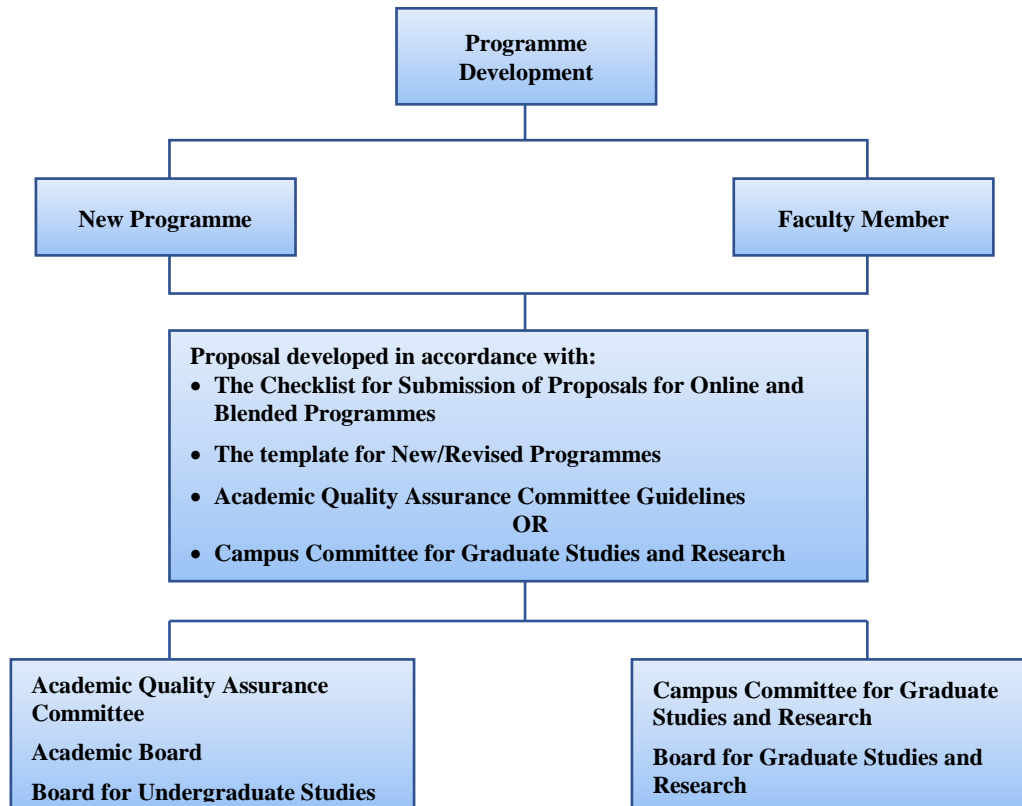 Programme
Development
New Programme
Faculty Member
Proposal developed in accordance with:
• The Checklist for Submission of Proposals for Online and
Blended Programmes
• The template for New/Revised Programmes
• Academic Quality Assurance Committee Guidelines
OR
• Campus Committee for Graduate Studies and Research
Academic Quality Assurance
Committee
Academic Board
Board for Undergraduate Studies
Campus Committee for Graduate
Studies and Research
Board for Graduate Studies and
Research